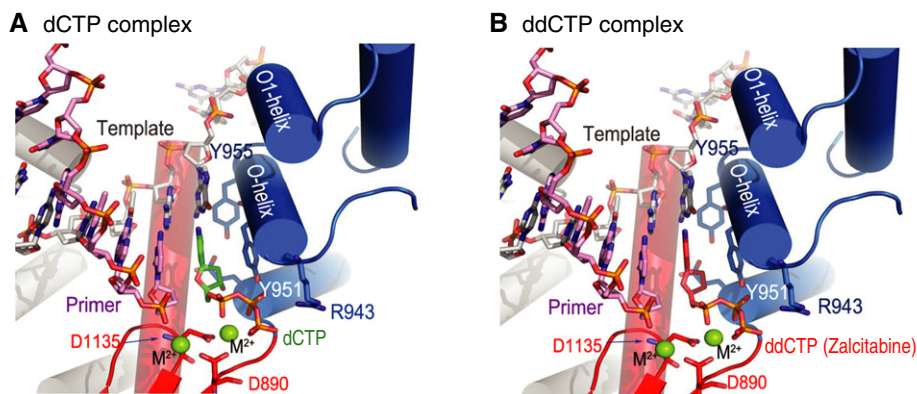 A dCTP complex
O1-helix
Template
Y955
O-helix
Y951
Primer
R943
D1135
M2+
M2+
dCTP
D890
B ddCTP complex
O1-helix
Template
Y955
O-helix
Y951
Primer
R943
D1135
M2+
M2+
ddCTP (Zalcitabine)
D890